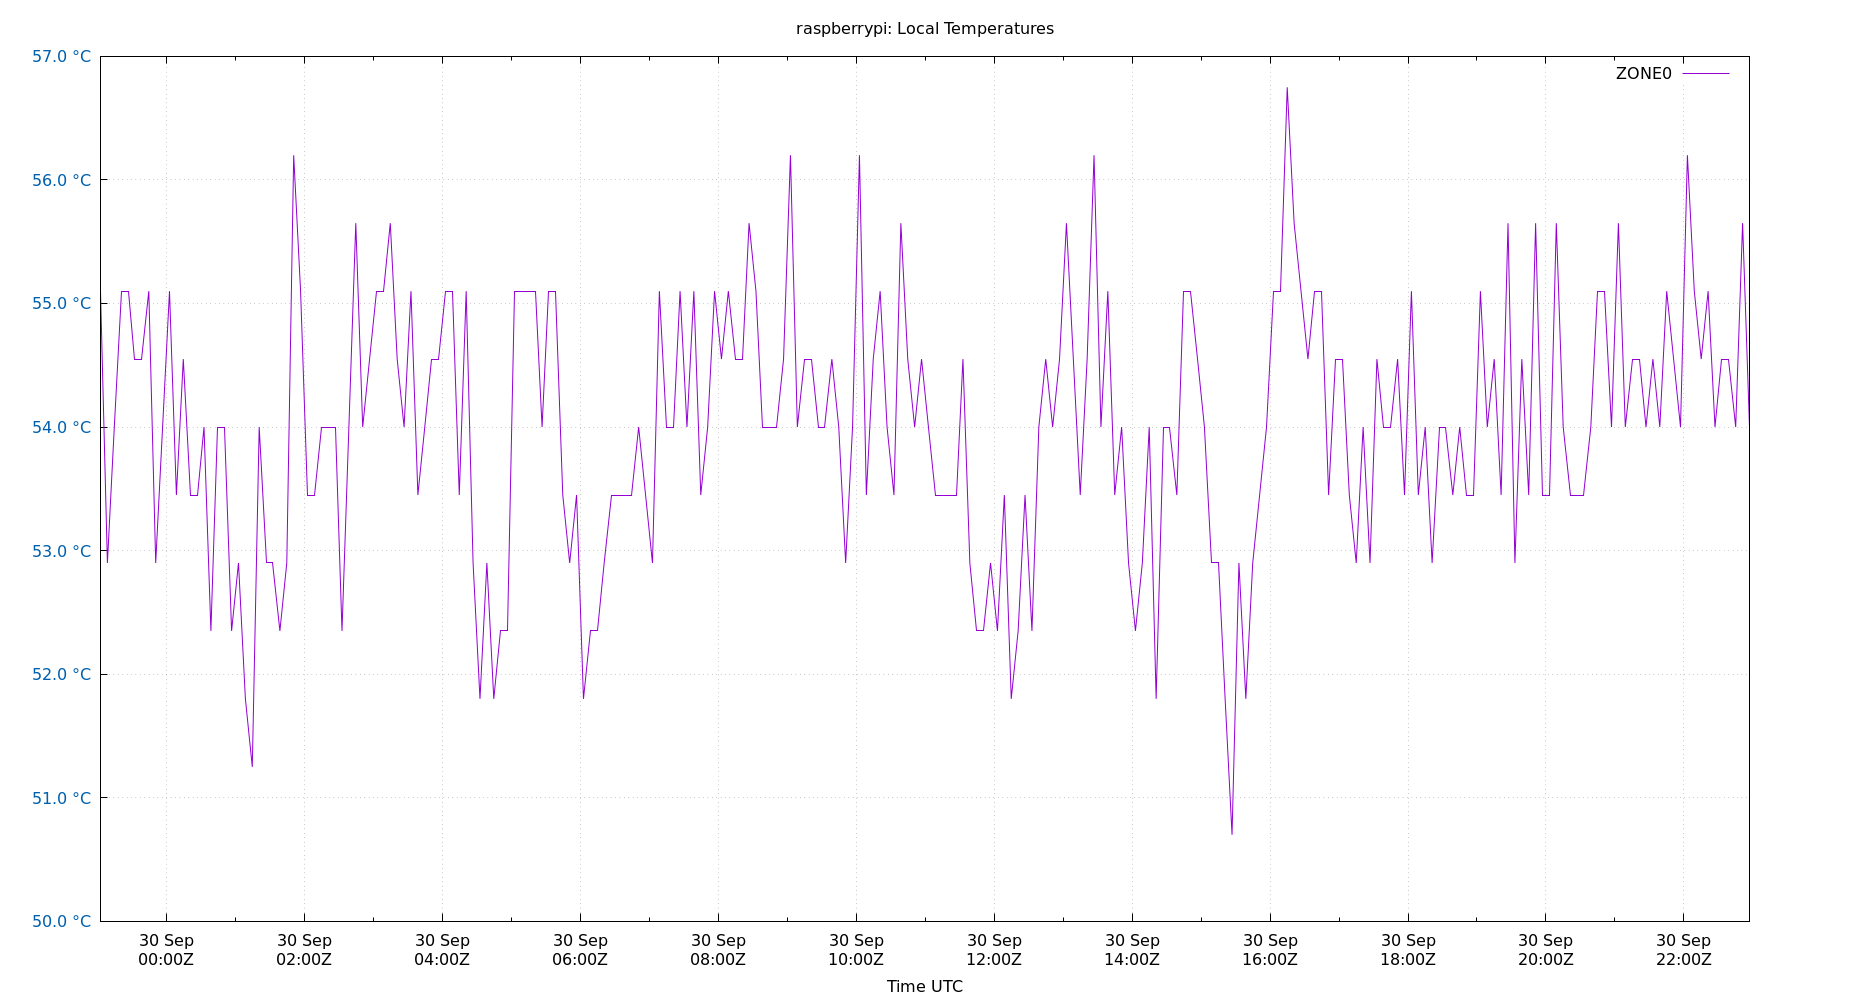 raspberrypi: Local Temperatures
57.0 °C
ZONE0
56.0 °C
55.0 °C
54.0 °C
53.0 °C
52.0 °C
51.0 °C
50.0 °C
30 Sep 30 Sep 30 Sep 30 Sep 30 Sep 30 Sep 30 Sep 30 Sep 30 Sep 30 Sep 30 Sep 30 Sep
00:00Z 02:00Z 04:00Z 06:00Z 08:00Z 10:00Z 12:00Z 14:00Z 16:00Z 18:00Z 20:00Z 22:00Z
Time UTC